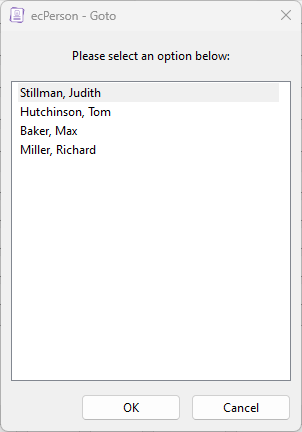 ecPerson - Goto
Please select an option below:
Stillman, Judith
Hutchinson, Tom
Baker, Max
Miller, Richard
OK
Cancel